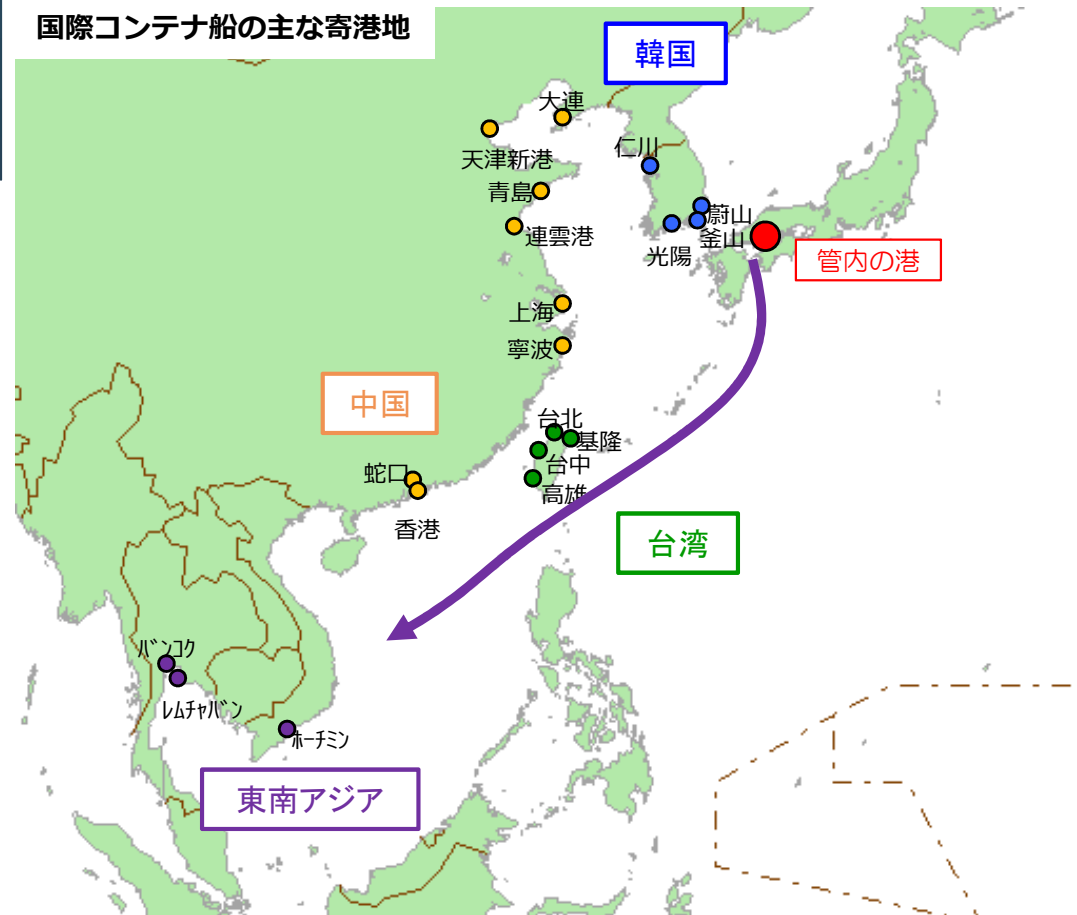 国際コンテナ船の主な寄港地
韓国
大連
仁川
天津新港
青島
蔚山
連雲港
釜山
光陽
管内の港
上海
寧波
中国
台北
基隆
台中
蛇口
高雄
香港
台湾
バンコク
レムチャバン
ホーチミン
東南アジア